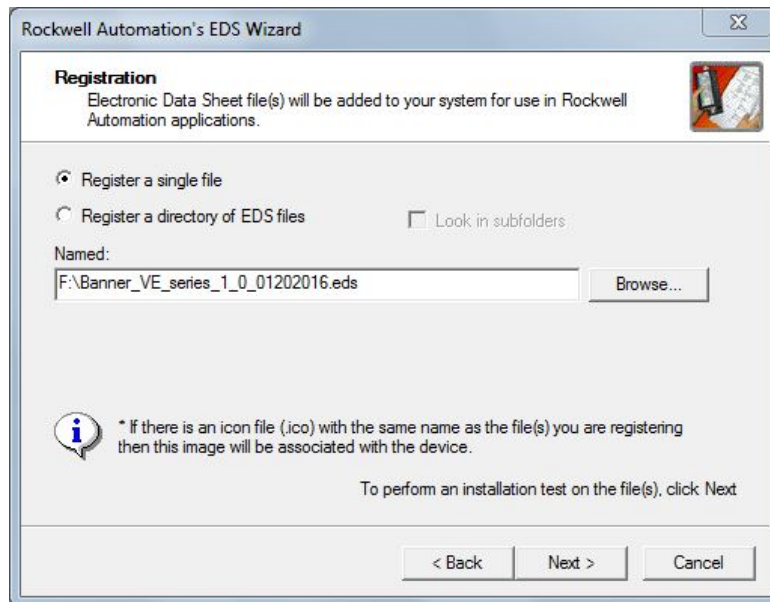 Rockwell Automation's EDS Wizard
Registration
Electronic Data Sheet file(s) will be added to your system for use in Rockwell
Automation applications.
Register a single file
Register a directory of EDS files
Look in subfolders
Named:
F:\Banner_VE_series_1_0_01202016.eds
Browse...
* If there is an icon file (.ico) with the same name as the file(s) you are registering
then this image will be associated with the device.
To perform an installation test on the file(s), click Next
< Back
Next >
Cancel